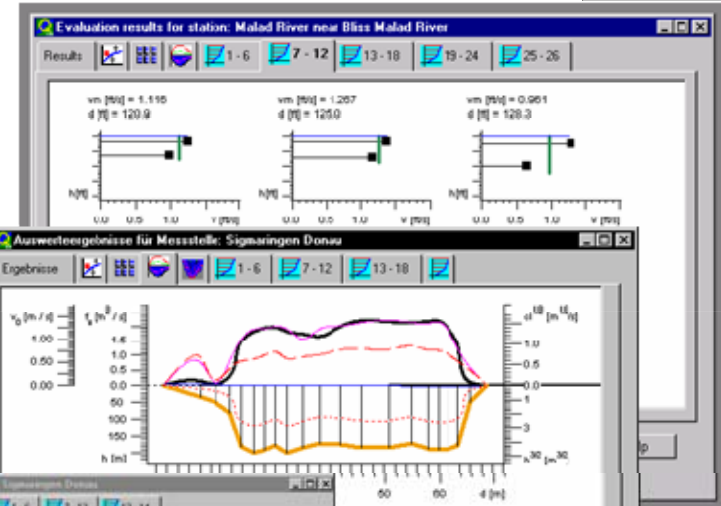 Evaluation results for station: Malad River near Bliss Malad River
Results 1 - 6 7 - 12 13 - 18 19 - 24 25 - 26
vm [ft/s] = 1.116 vm [ft/s] = 1.267 vm [ft/s] = 0.961
d [ft] = 120.9 d [ft] = 125.0 d [ft] = 128.3
h[ft] h[ft] h[ft]
0.0 0.5 1.0 v [ft/s] 0.0 0.5 1.0 v [ft/s] 0.0 0.5 1.0 v [ft/s]
Auswerteergebnisse für Messstelle: Sigmaringen Donau
Ergebnisse 1 - 6 7 - 12 13 - 18
v₀ [m / s]
1.00
0.50
0.00
1.0
0.5
0.0
50
100
150
h [m]
1.0
0.5
0.0
1
3
50 60 d [m]
lp
Sigmaringen Donau